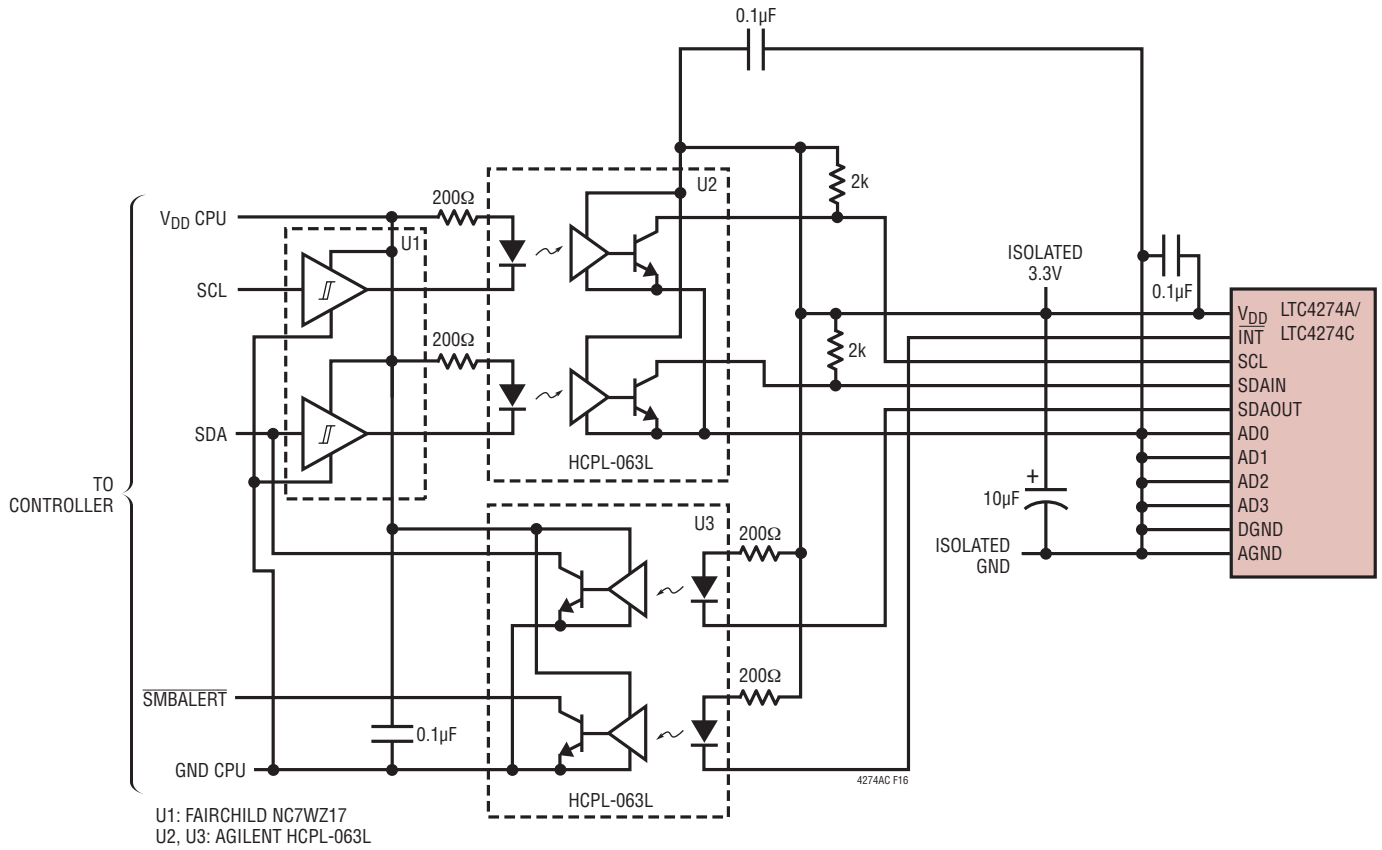 0.1µF
U2
2k
200Ω
V_DD CPU
U1
SCL
ISOLATED
3.3V
0.1µF
V_DD
LTC4274A/
LTC4274C
I̅N̅T̅
SCL
SDAIN
SDAOUT
AD0
AD1
AD2
AD3
DGND
AGND
200Ω
2k
SDA
HCPL-063L
TO
CONTROLLER
+
10µF
U3
200Ω
ISOLATED
GND
200Ω
S̅M̅B̅A̅L̅E̅R̅T̅
0.1µF
GND CPU
4274AC F16
HCPL-063L
U1: FAIRCHILD NC7WZ17
U2, U3: AGILENT HCPL-063L